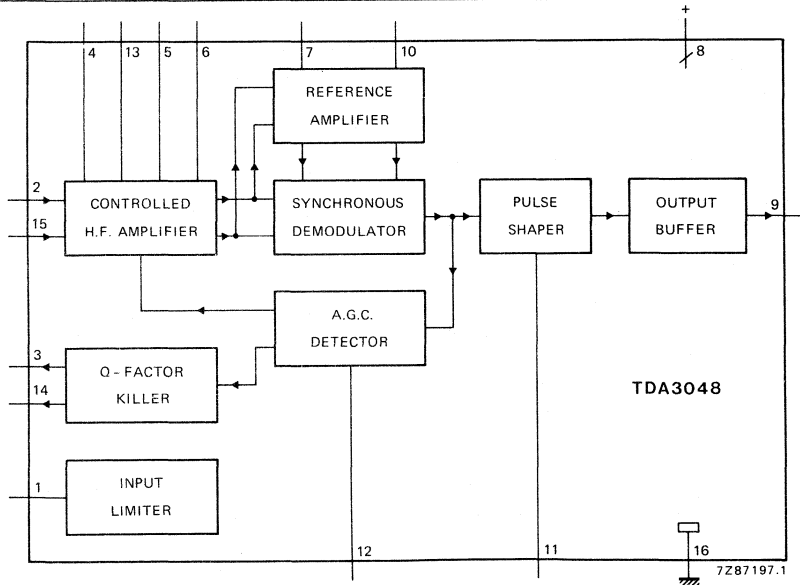 +
4 13 5 6 7 10 8
REFERENCE
AMPLIFIER
2
15
CONTROLLED
H.F. AMPLIFIER
SYNCHRONOUS
DEMODULATOR
PULSE
SHAPER
OUTPUT
BUFFER
9
A.G.C.
DETECTOR
3
14
Q-FACTOR
KILLER
TDA3048
1
INPUT
LIMITER
12
11
16
7Z87197.1